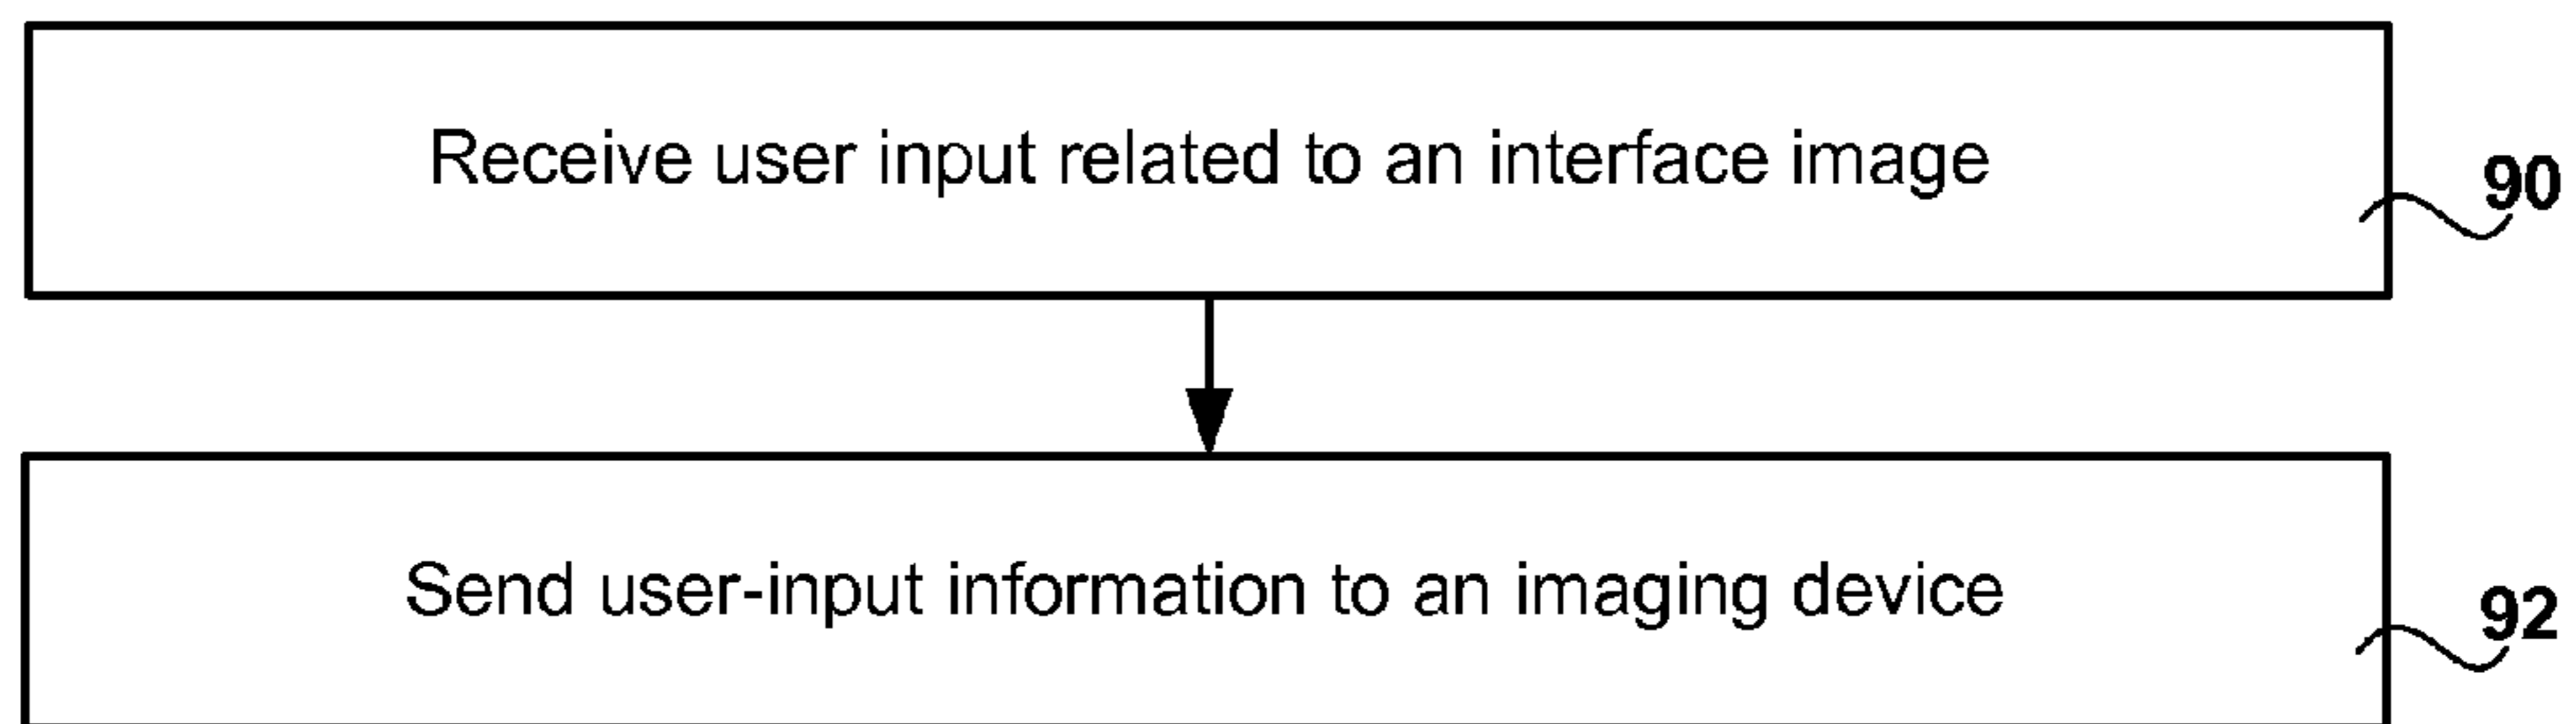 Receive user input related to an interface image
90
Send user-input information to an imaging device
92